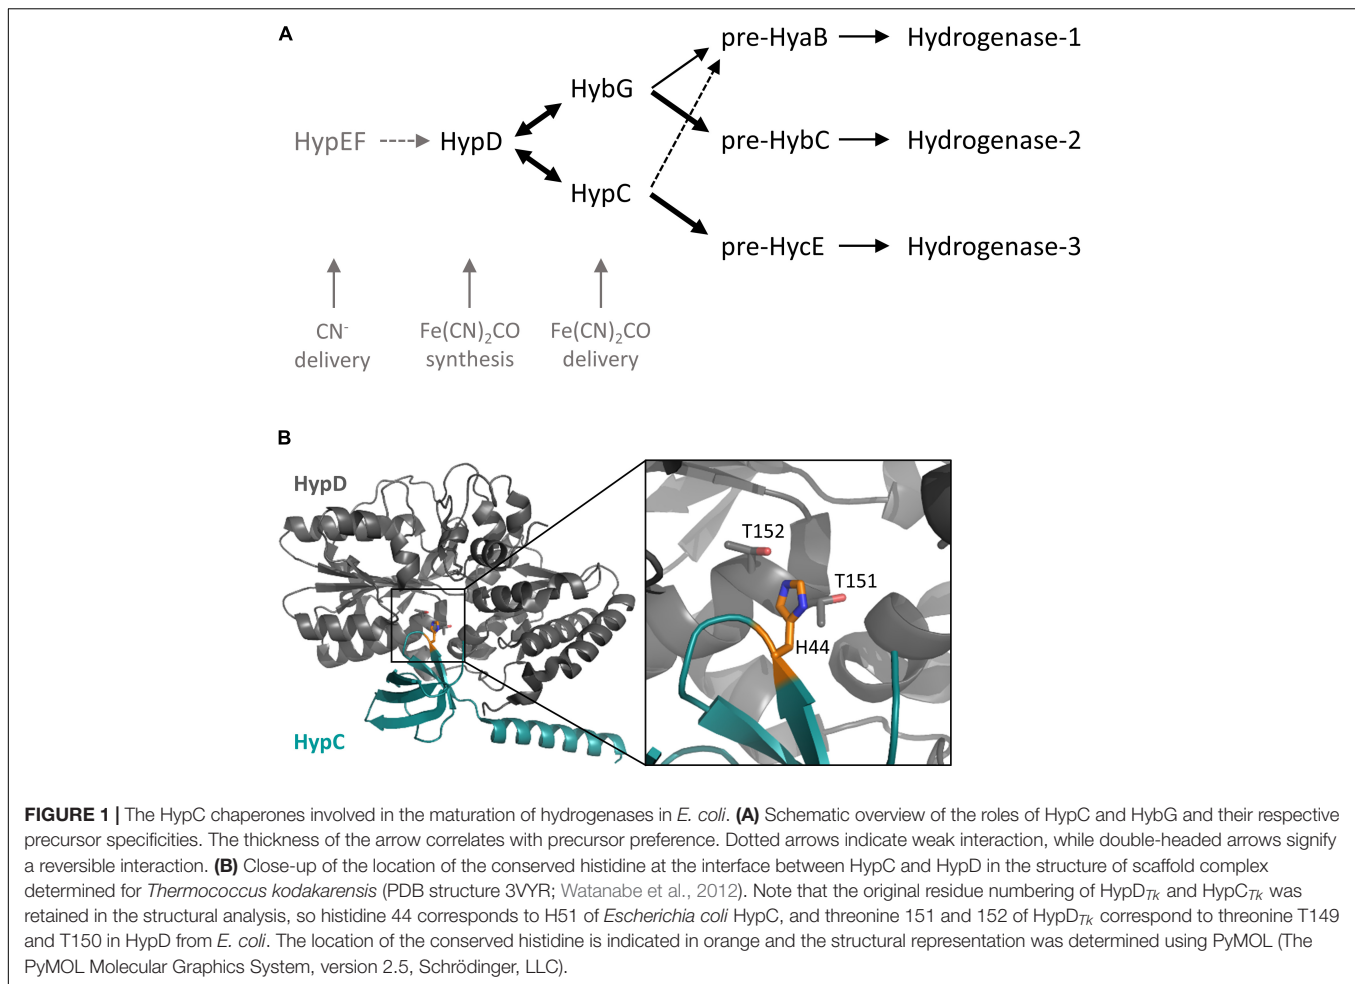 A
pre-HyaB
Hydrogenase-1
HybG
HypEF
HypD
pre-HybC
Hydrogenase-2
HypC
pre-HycE
Hydrogenase-3
CN⁻
delivery
Fe(CN)₂CO
synthesis
Fe(CN)₂CO
delivery
B
HypD
HypC
T152
T151
H44
FIGURE 1 | The HypC chaperones involved in the maturation of hydrogenases in E. coli. (A) Schematic overview of the roles of HypC and HybG and their respective
precursor specificities. The thickness of the arrow correlates with precursor preference. Dotted arrows indicate weak interaction, while double-headed arrows signify
a reversible interaction. (B) Close-up of the location of the conserved histidine at the interface between HypC and HypD in the structure of scaffold complex
determined for Thermococcus kodakarensis (PDB structure 3VYR; Watanabe et al., 2012). Note that the original residue numbering of HypD_Tk and HypC_Tk was
retained in the structural analysis, so histidine 44 corresponds to H51 of Escherichia coli HypC, and threonine 151 and 152 of HypD_Tk correspond to threonine T149
and T150 in HypD from E. coli. The location of the conserved histidine is indicated in orange and the structural representation was determined using PyMOL (The
PyMOL Molecular Graphics System, version 2.5, Schrödinger, LLC).